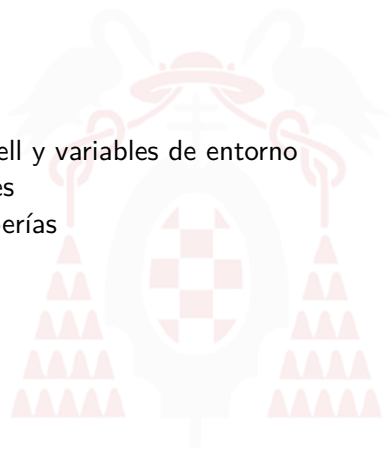 ell y variables de entorno
es
erías